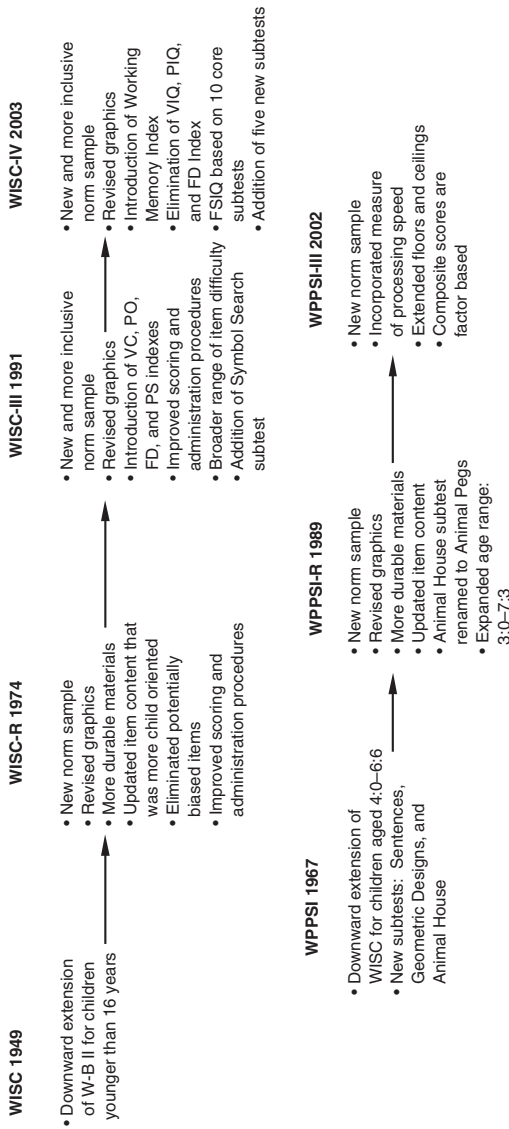 WISC 1949
• Downward extension
of W-B II for children
younger than 16 years
WISC-R 1974
• New norm sample
• Revised graphics
• More durable materials
• Updated item content that
was more child oriented
• Eliminated potentially
biased items
• Improved scoring and
administration procedures
WISC-III 1991
• New and more inclusive
norm sample
• Revised graphics
• Introduction of VC, PO,
FD, and PS indexes
• Improved scoring and
administration procedures
• Broader range of item difficulty
• Addition of Symbol Search
subtest
WISC-IV 2003
• New and more inclusive
norm sample
• Revised graphics
• Introduction of Working
Memory Index
• Elimination of VIQ, PIQ,
and FD Index
• FSIQ based on 10 core
subtests
• Addition of five new subtests
WPPSI 1967
• Downward extension of
WISC for children aged 4:0–6:6
• New subtests: Sentences,
Geometric Designs, and
Animal House
WPPSI-R 1989
• New norm sample
• Revised graphics
• More durable materials
• Updated item content
• Animal House subtest
renamed to Animal Pegs
• Expanded age range:
3:0–7:3
WPPSI-III 2002
• New norm sample
• Incorporated measure
of processing speed
• Extended floors and ceilings
• Composite scores are
factor based